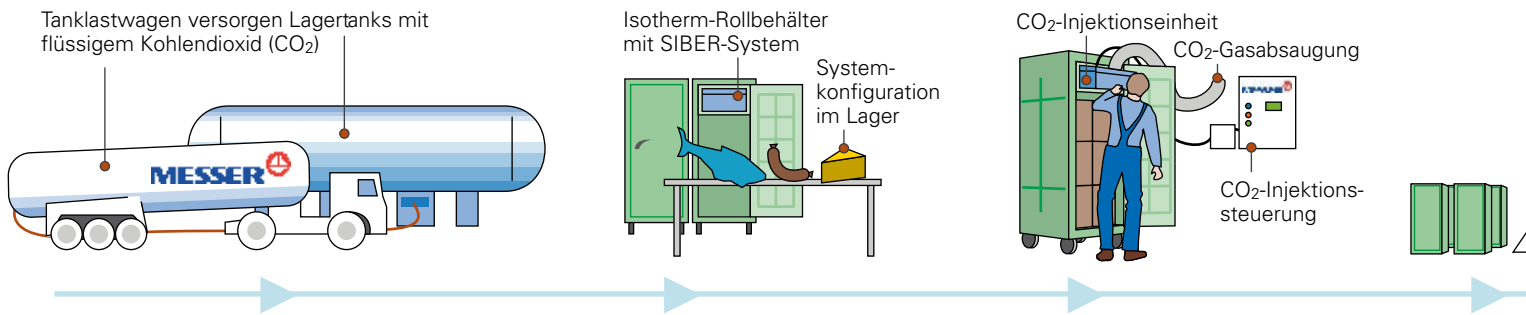 Tanklastwagen versorgen Lagertanks mit
flüssigem Kohlendioxid (CO₂)
MESSER
Isotherm-Rollbehälter
mit SIBER-System
System-
konfiguration
im Lager
CO₂-Injektionseinheit
CO₂-Gasabsaugung
CO₂-Injektions-
steuerung